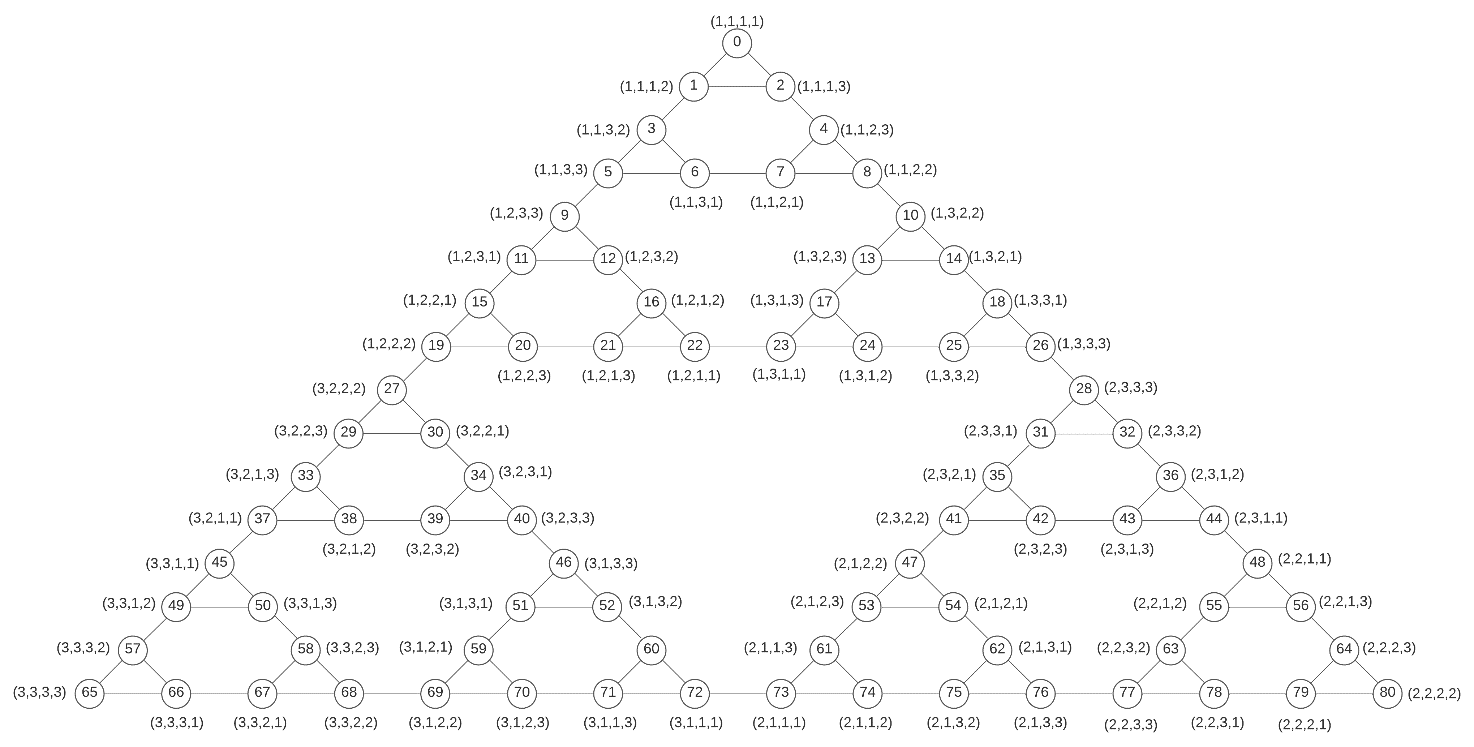 (1,1,1,1)
0
(1,1,1,2) 1 2 (1,1,1,3)
(1,1,3,2) 3 4 (1,1,2,3)
(1,1,3,3) 5 6 7 8 (1,1,2,2)
(1,1,3,1) (1,1,2,1)
(1,2,3,3) 9 10 (1,3,2,2)
(1,2,3,1) 11 12 (1,2,3,2) (1,3,2,3) 13 14 (1,3,2,1)
(1,2,2,1) 15 16 (1,2,1,2) (1,3,1,3) 17 18 (1,3,3,1)
(1,2,2,2) 19 20 21 22 23 24 25 26 (1,3,3,3)
(1,2,2,3) (1,2,1,3) (1,2,1,1) (1,3,1,1) (1,3,1,2) (1,3,3,2)
(3,2,2,2) 27 28 (2,3,3,3)
(3,2,2,3) 29 30 (3,2,2,1) (2,3,3,1) 31 32 (2,3,3,2)
(3,2,1,3) 33 34 (3,2,3,1) (2,3,2,1) 35 36 (2,3,1,2)
(3,2,1,1) 37 38 39 40 (3,2,3,3) (2,3,2,2) 41 42 43 44 (2,3,1,1)
(3,2,1,2) (3,2,3,2) (2,3,2,3) (2,3,1,3)
(3,3,1,1) 45 46 (3,1,3,3) (2,1,2,2) 47 48 (2,2,1,1)
(3,3,1,2) 49 50 (3,3,1,3) (3,1,3,1) 51 52 (3,1,3,2) (2,1,2,3) 53 54 (2,1,2,1) (2,2,1,2) 55 56 (2,2,1,3)
(3,3,3,2) 57 58 (3,3,2,3) (3,1,2,1) 59 60 (2,1,1,3) 61 62 (2,1,3,1) (2,2,3,2) 63 64 (2,2,2,3)
(3,3,3,3) 65 66 67 68 69 70 71 72 73 74 75 76 77 78 79 80 (2,2,2,2)
(3,3,3,1) (3,3,2,1) (3,3,2,2) (3,1,2,2) (3,1,2,3) (3,1,1,3) (3,1,1,1) (2,1,1,1) (2,1,1,2) (2,1,3,2) (2,1,3,3) (2,2,3,3) (2,2,3,1) (2,2,2,1)